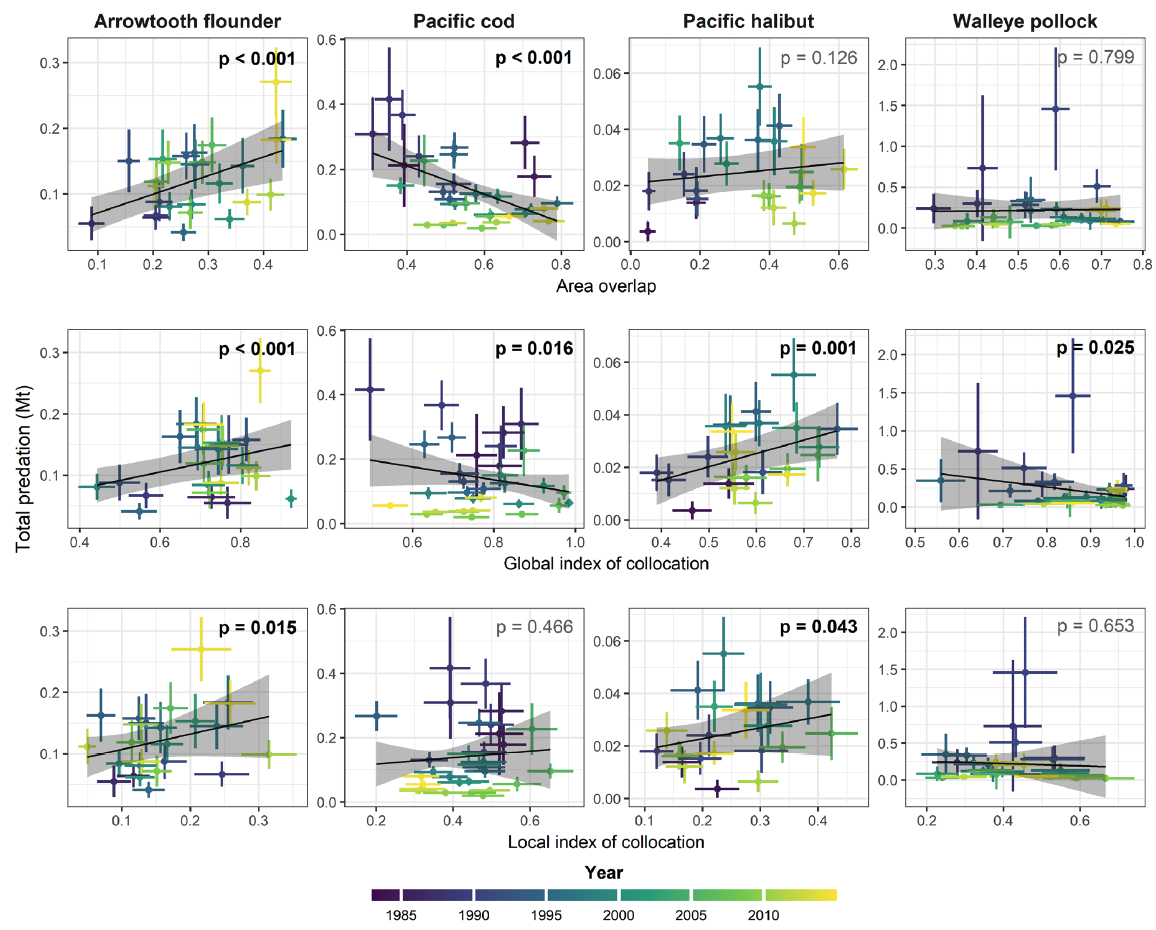 Arrowtooth flounder Pacific cod Pacific halibut Walleye pollock
p < 0.001 p < 0.001 p = 0.126 p = 0.799
0.3 0.2 0.1
0.6 0.4 0.2 0.0
0.06 0.04 0.02 0.00
2.0 1.5 1.0 0.5 0.0
0.1 0.2 0.3 0.4 0.4 0.6 0.8 0.0 0.2 0.4 0.6 0.3 0.4 0.5 0.6 0.7 0.8
Area overlap
Total predation (Mt)
p < 0.001 p = 0.016 p = 0.001 p = 0.025
0.3 0.2 0.1
0.6 0.4 0.2 0.0
0.06 0.04 0.02 0.00
2.0 1.5 1.0 0.5 0.0
0.4 0.6 0.8 0.4 0.6 0.8 1.0 0.4 0.5 0.6 0.7 0.8 0.5 0.6 0.7 0.8 0.9 1.0
Global index of collocation
p = 0.015 p = 0.466 p = 0.043 p = 0.653
0.3 0.2 0.1
0.6 0.4 0.2 0.0
0.06 0.04 0.02 0.00
2.0 1.5 1.0 0.5 0.0
0.1 0.2 0.3 0.2 0.4 0.6 0.1 0.2 0.3 0.4 0.2 0.4 0.6
Local index of collocation
Year
1985 1990 1995 2000 2005 2010